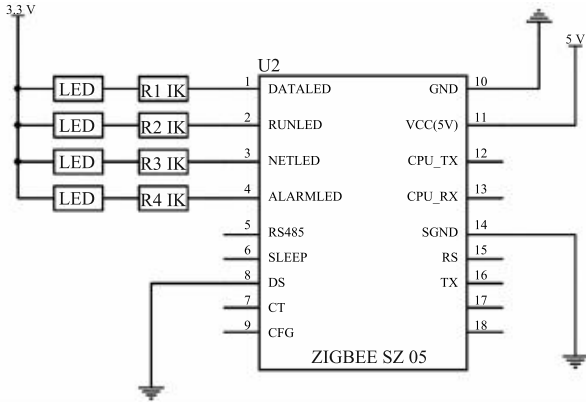 3.3 V
5 V
U2
LED R1 IK 1 DATALED GND 10
LED R2 IK 2 RUNLED VCC(5V) 11
LED R3 IK 3 NETLED CPU_TX 12
LED R4 IK 4 ALARMLED CPU_RX 13
5 RS485 SGND 14
6 SLEEP RS 15
8 DS TX 16
7 CT 17
9 CFG 18
ZIGBEE SZ 05